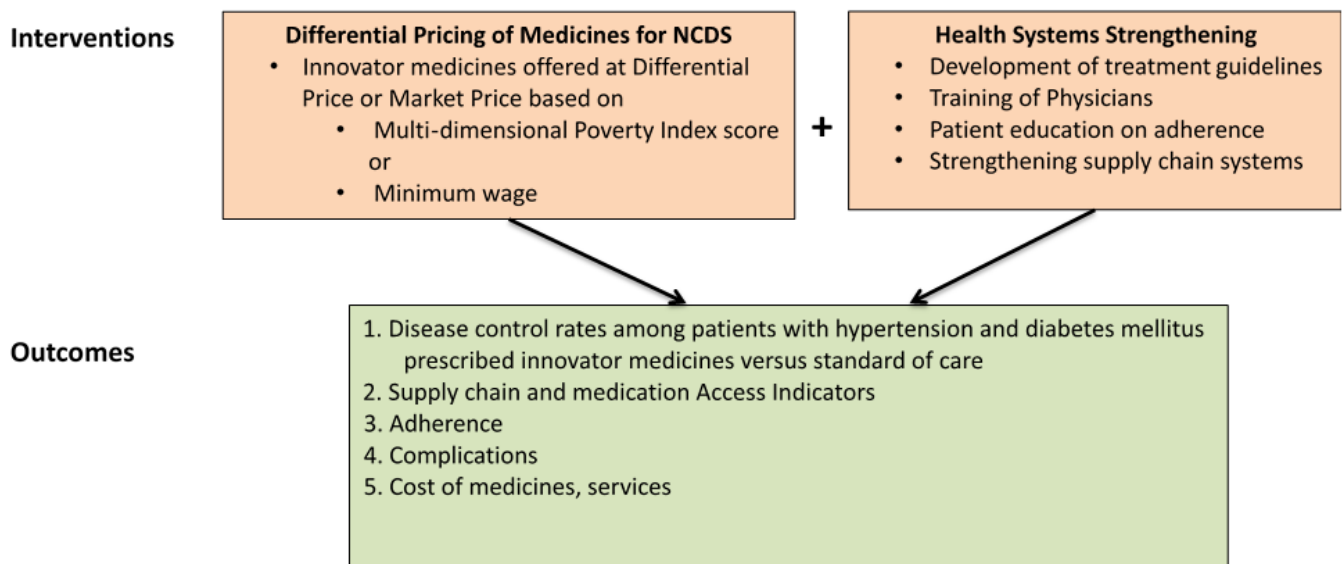 Interventions
Differential Pricing of Medicines for NCDS
• Innovator medicines offered at Differential
Price or Market Price based on
• Multi-dimensional Poverty Index score
or
• Minimum wage
+
Health Systems Strengthening
• Development of treatment guidelines
• Training of Physicians
• Patient education on adherence
• Strengthening supply chain systems
Outcomes
1. Disease control rates among patients with hypertension and diabetes mellitus
prescribed innovator medicines versus standard of care
2. Supply chain and medication Access Indicators
3. Adherence
4. Complications
5. Cost of medicines, services